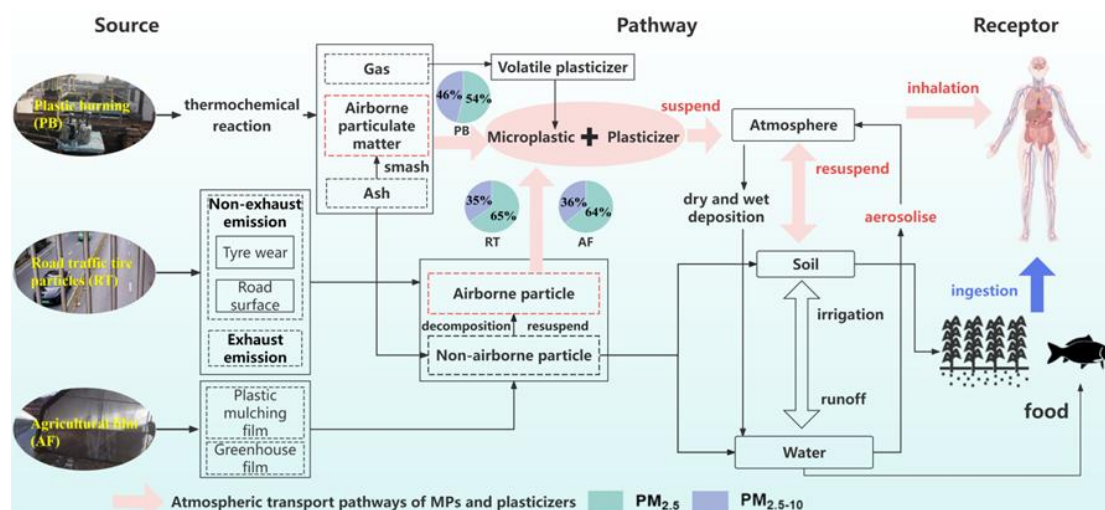 Source
Pathway
Receptor
Plastic burning
(PB)
thermochemical
reaction
Gas
Airborne
particulate
matter
smash
Ash
Volatile plasticizer
46%
54%
PB
Microplastic + Plasticizer
suspend
Atmosphere
inhalation
resuspend
dry and wet
deposition
aerosolise
35%
65%
RT
36%
64%
AF
Road traffic tire
particles (RT)
Non-exhaust
emission
Tyre wear
Road
surface
Exhaust
emission
Airborne particle
decomposition
resuspend
Non-airborne particle
Soil
irrigation
runoff
Water
ingestion
food
Agricultural film
(AF)
Plastic
mulching
film
Greenhouse
film
Atmospheric transport pathways of MPs and plasticizers
PM2.5
PM2.5-10